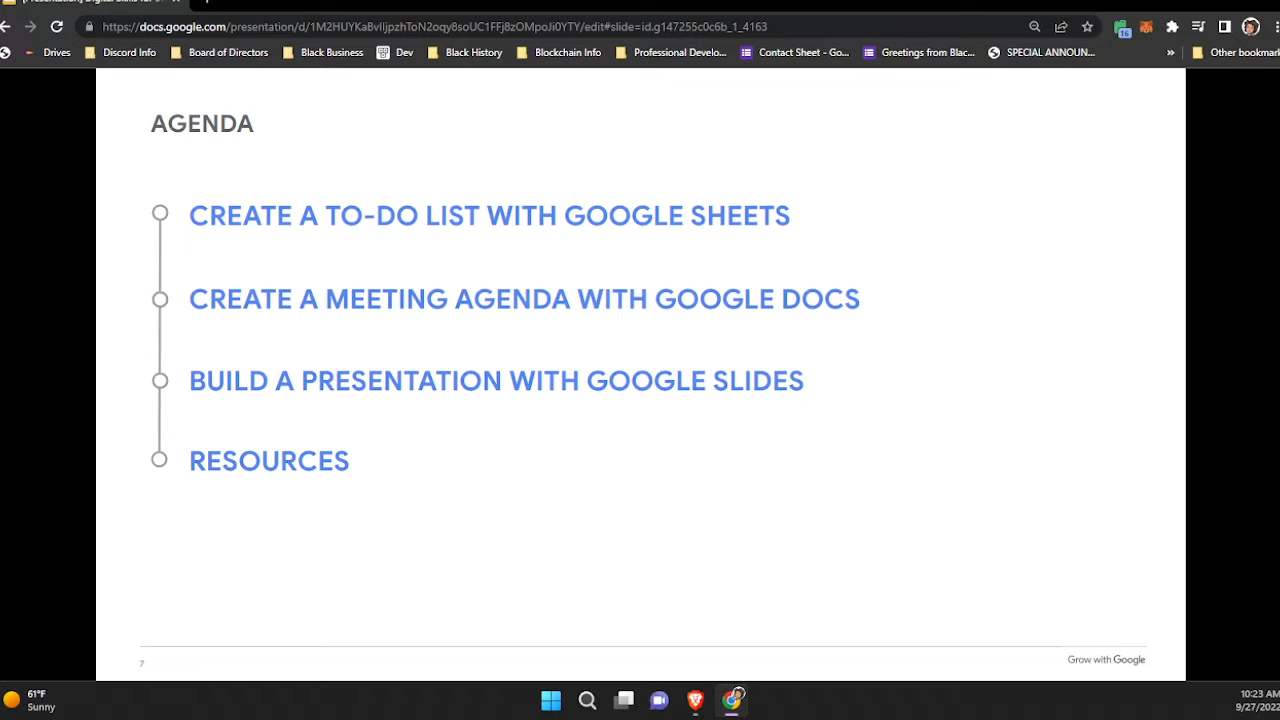 https://docs.google.com/presentation/d/1M2HUYKaBvlIjpzhToN2oqy8soUC1FFj8zOMpoJi0YTY/edit#slide=id.g147255c0c6b_1_4163
16
Drives
Discord Info
Board of Directors
Black Business
Dev
Black History
Blockchain Info
Professional Develo...
Contact Sheet - Go...
Greetings from Blac...
SPECIAL ANNOUN...
»
Other bookmar
AGENDA
CREATE A TO-DO LIST WITH GOOGLE SHEETS
CREATE A MEETING AGENDA WITH GOOGLE DOCS
BUILD A PRESENTATION WITH GOOGLE SLIDES
RESOURCES
7
Grow with Google
61°F
Sunny
10:23 AM
9/27/2022